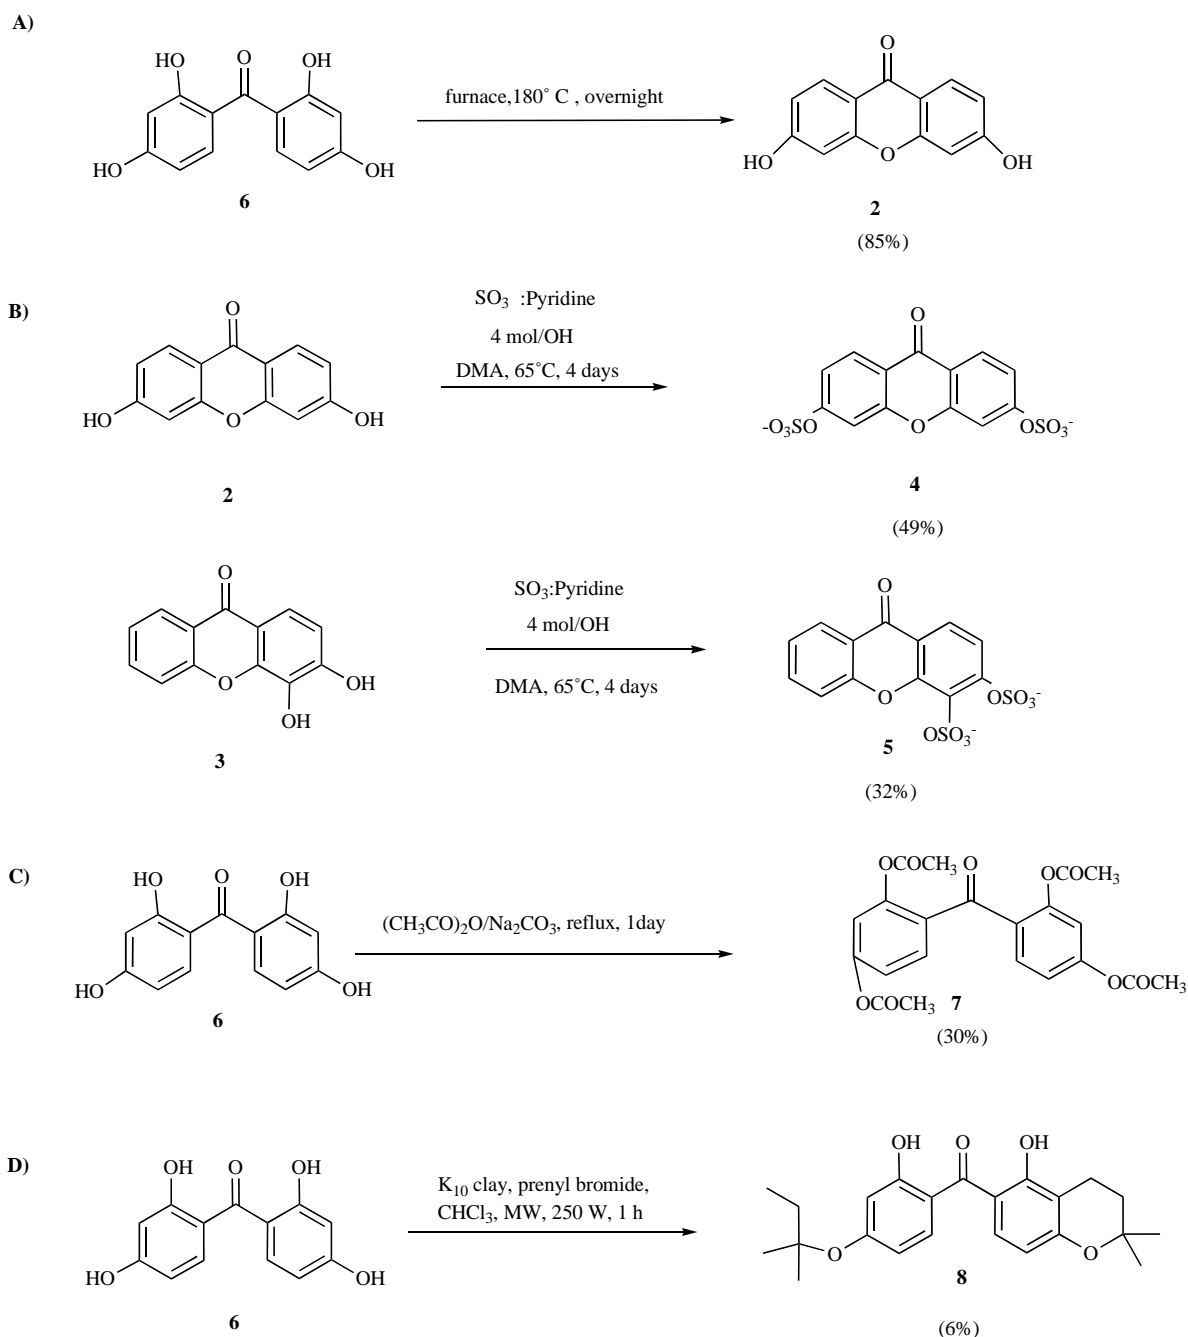 A)
HO O OH
HO OH
6
furnace,180° C , overnight
O
HO O OH
2
(85%)
B)
O
HO O OH
2
SO3 :Pyridine
4 mol/OH
DMA, 65°C, 4 days
O
-O3SO O OSO3-
4
(49%)
O
O OH
OH
3
SO3:Pyridine
4 mol/OH
DMA, 65°C, 4 days
O
O OSO3-
OSO3-
5
(32%)
C)
HO O OH
HO OH
6
(CH3CO)2O/Na2CO3, reflux, 1day
OCOCH3 O OCOCH3
OCOCH3 OCOCH3
7
(30%)
D)
OH O OH
HO OH
6
K10 clay, prenyl bromide,
CHCl3, MW, 250 W, 1 h
OH O OH
O O
8
(6%)